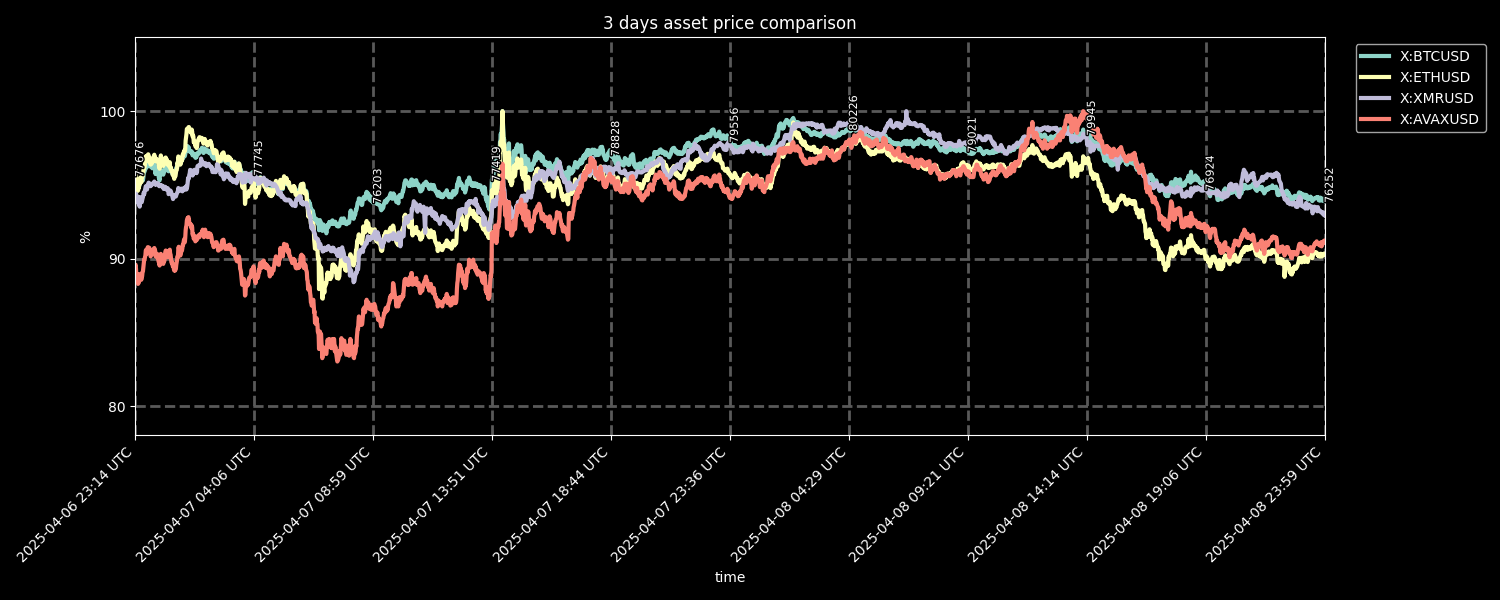 3 days asset price comparison
X:BTCUSD
X:ETHUSD
X:XMRUSD
X:AVAXUSD
100
90
80
%
77676
77745
76203
77419
78828
79556
80226
79021
79945
76924
76252
2025-04-06 23:14 UTC
2025-04-07 04:06 UTC
2025-04-07 08:59 UTC
2025-04-07 13:51 UTC
2025-04-07 18:44 UTC
2025-04-07 23:36 UTC
2025-04-08 04:29 UTC
2025-04-08 09:21 UTC
2025-04-08 14:14 UTC
2025-04-08 19:06 UTC
2025-04-08 23:59 UTC
time